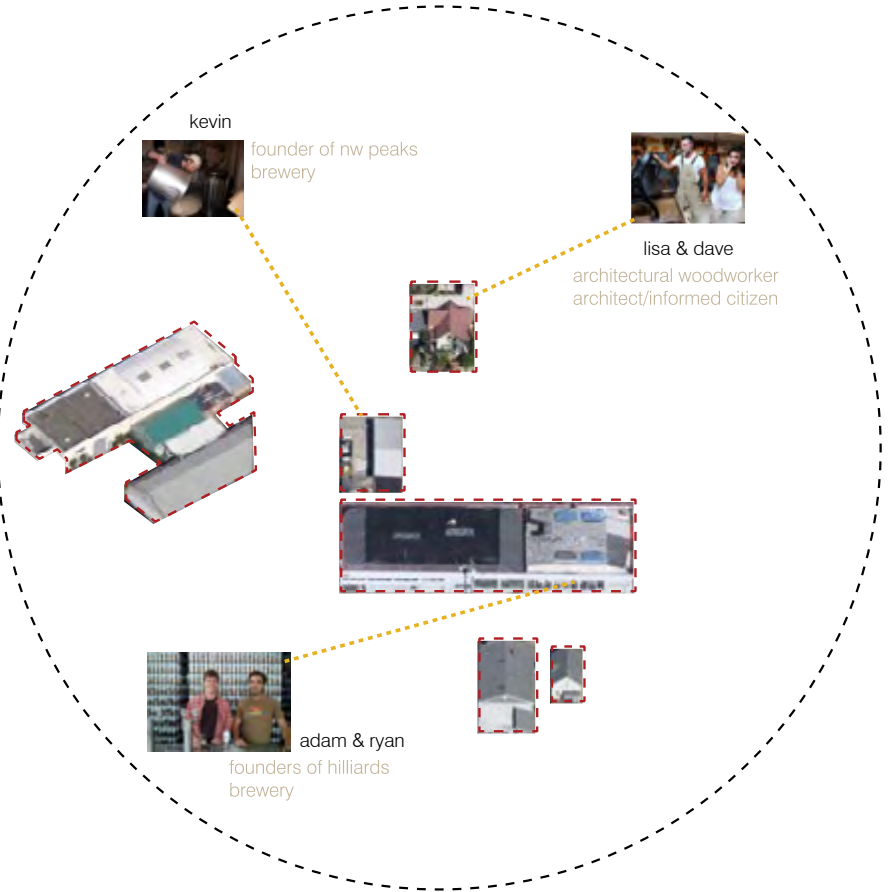 kevin
founder of nw peaks
brewery
lisa & dave
architectural woodworker
architect/informed citizen
adam & ryan
founders of hilliards
brewery